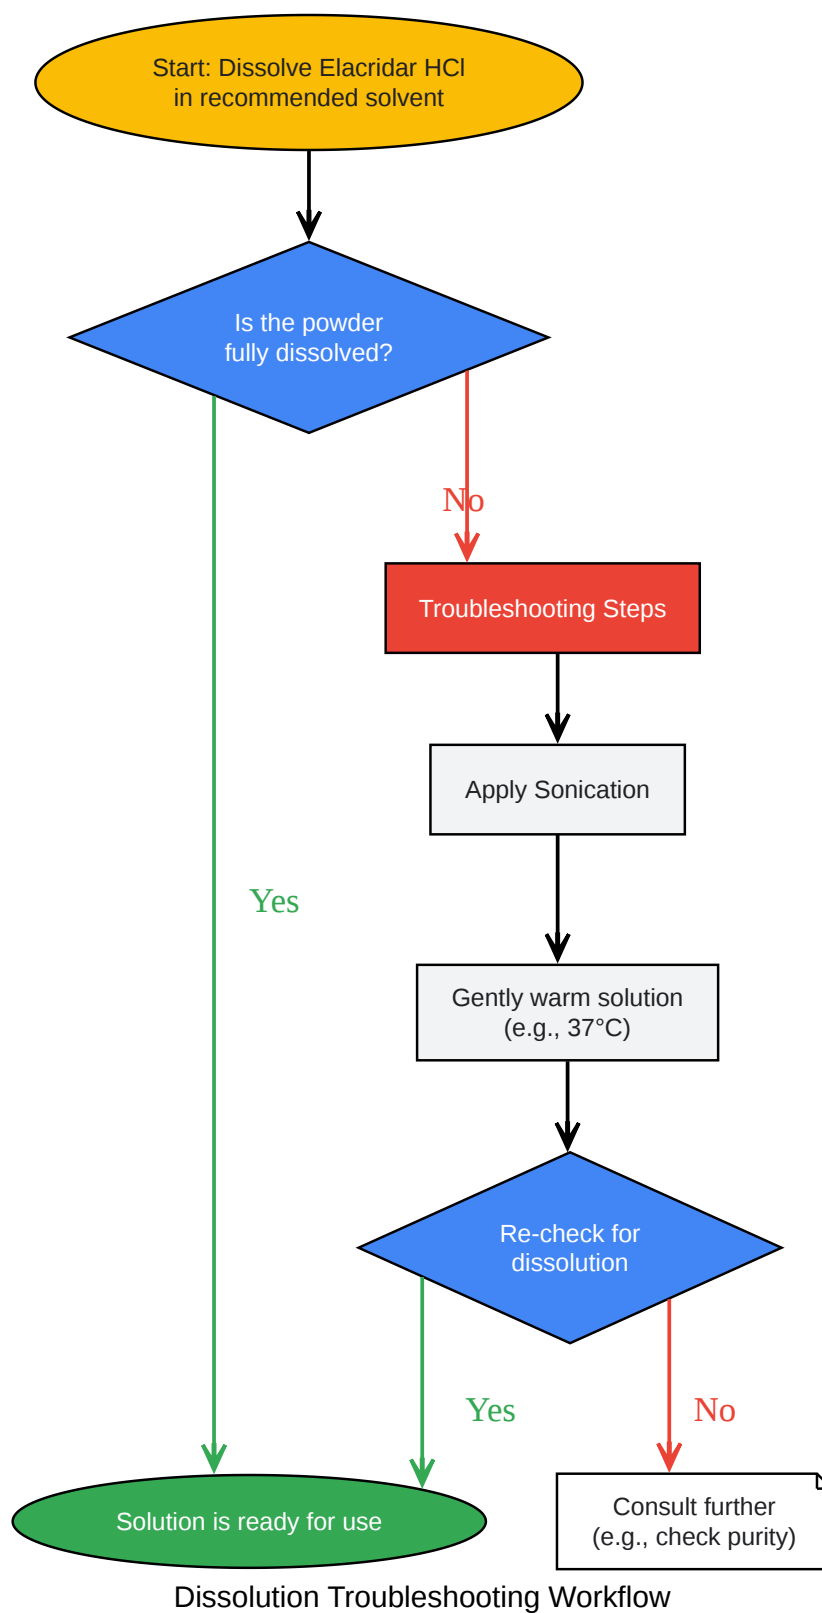 Start: Dissolve Elacridar HCl
in recommended solvent
Is the powder
fully dissolved?
No
Troubleshooting Steps
Apply Sonication
Yes
Gently warm solution
(e.g., 37°C)
Re-check for
dissolution
Yes
No
Solution is ready for use
Consult further
(e.g., check purity)
Dissolution Troubleshooting Workflow